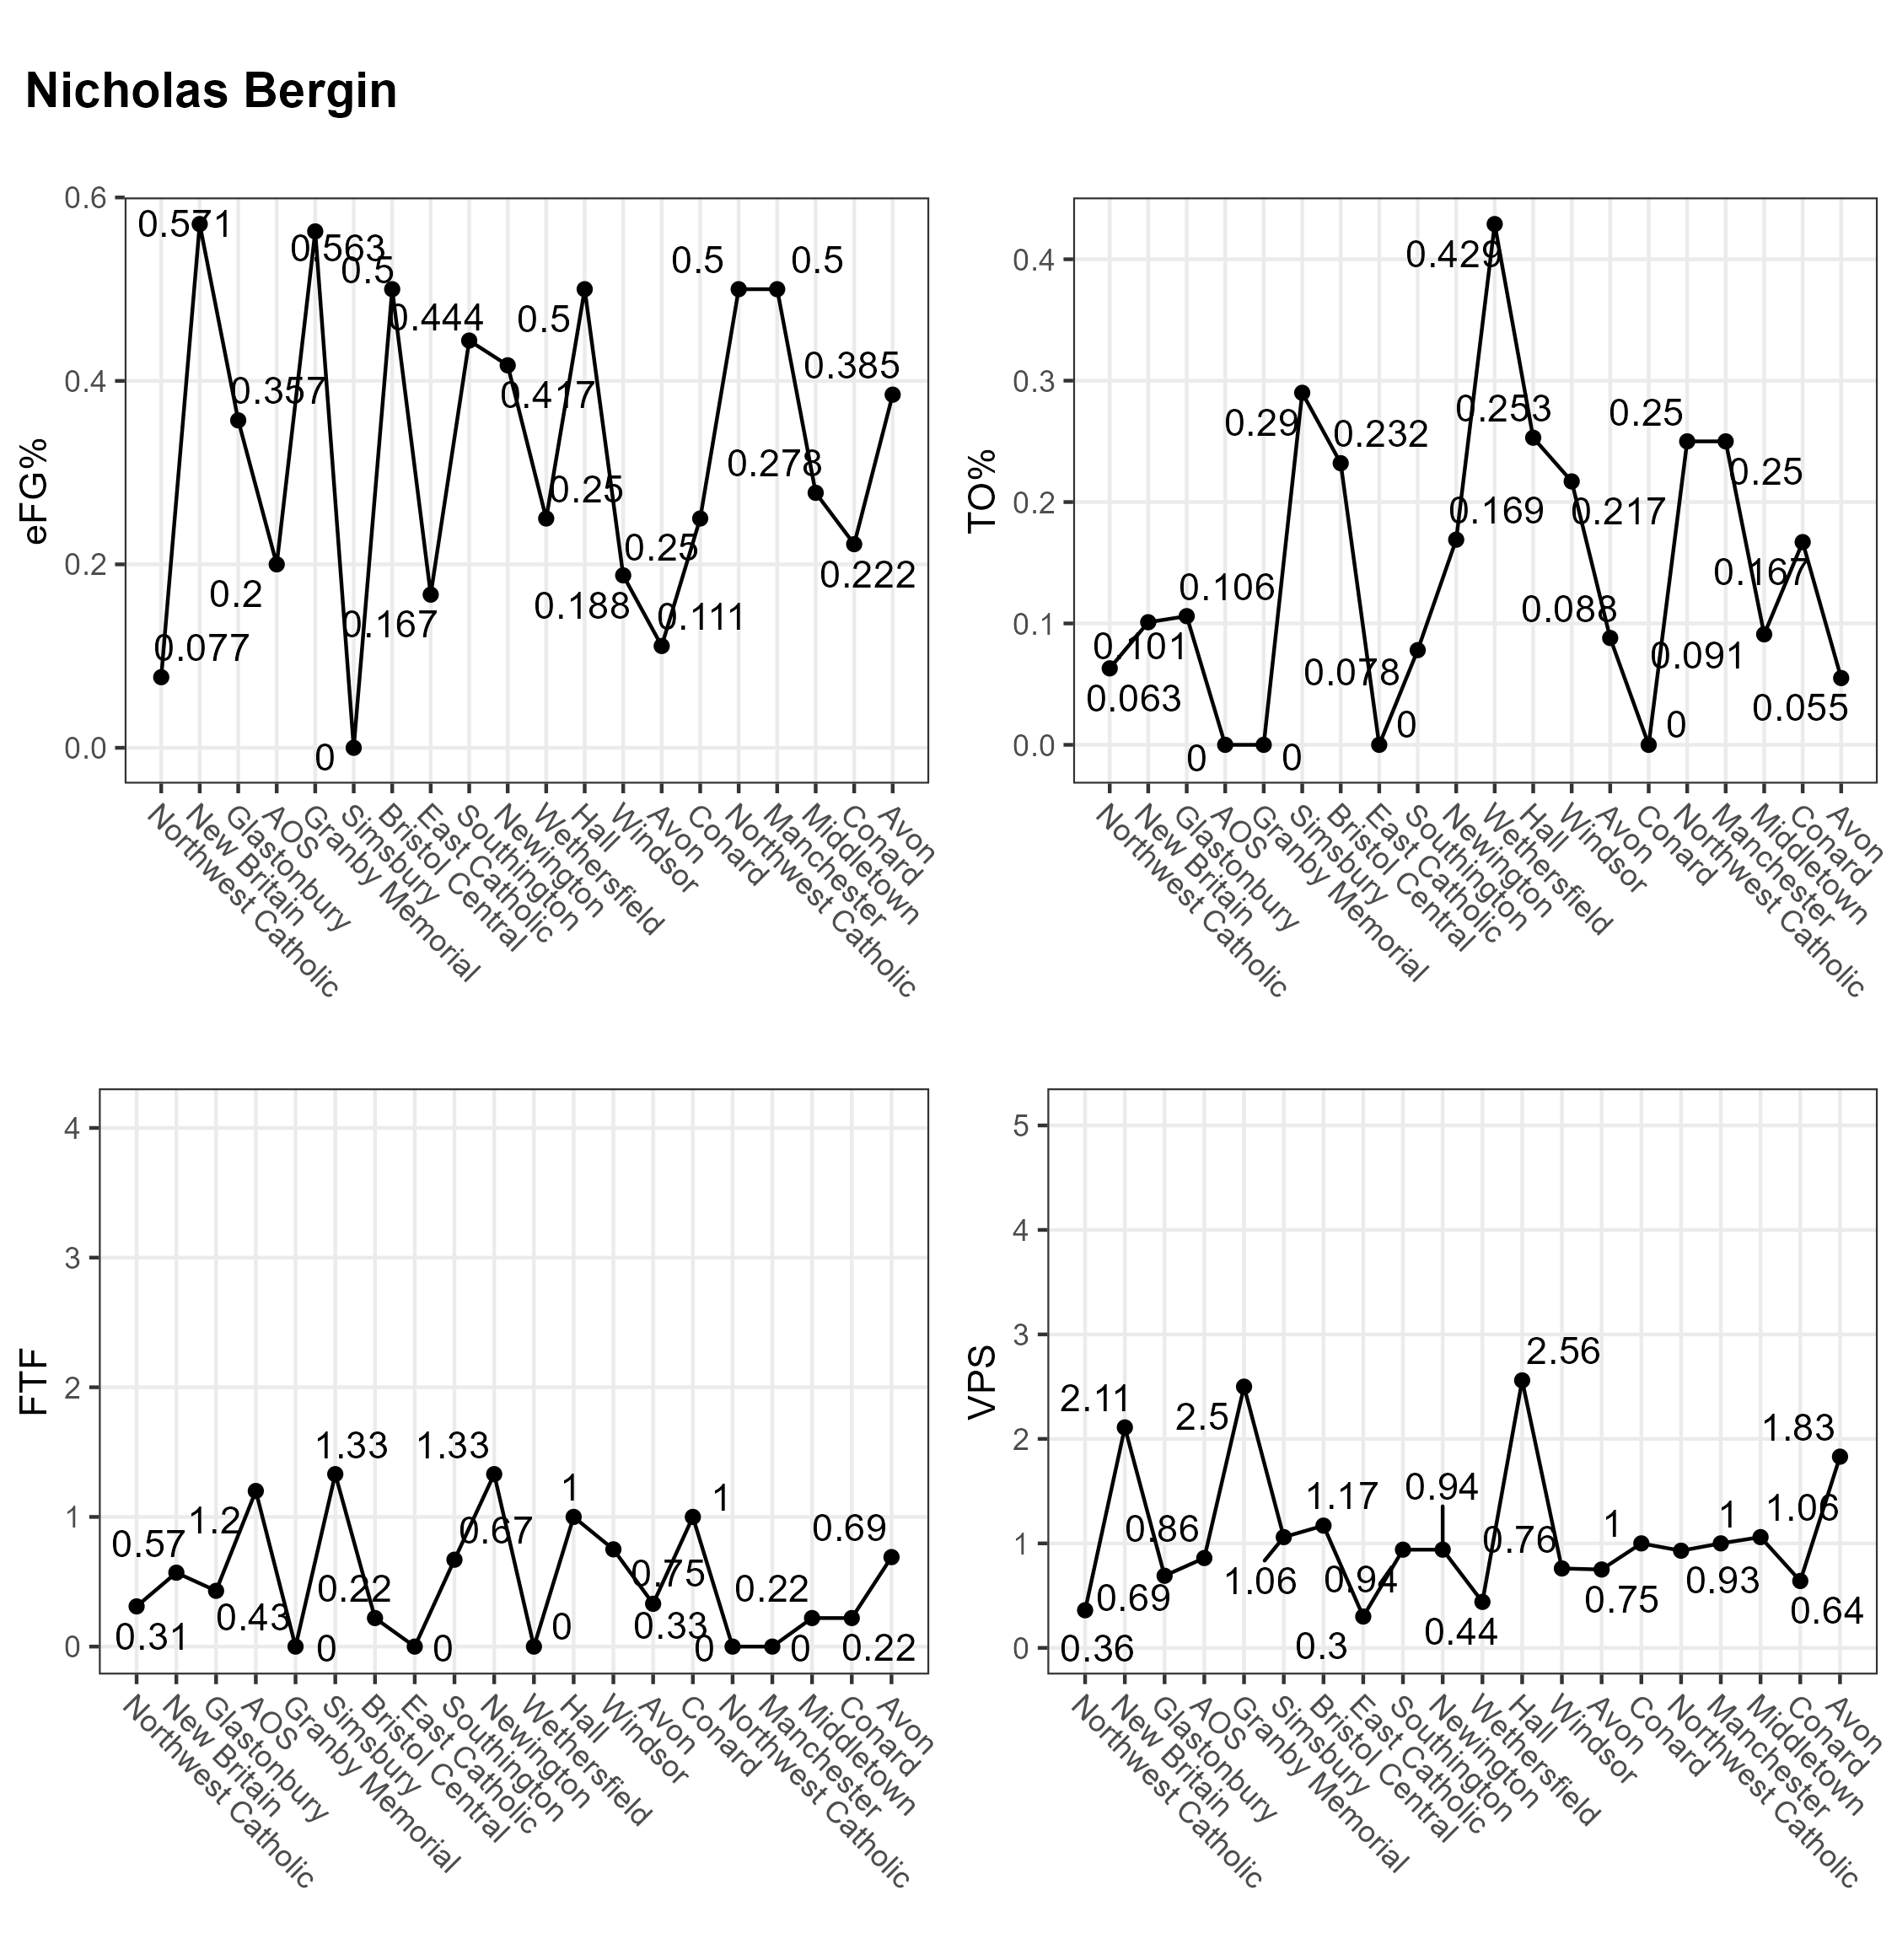 Nicholas Bergin
eFG%
0.6
0.4
0.2
0.0
0.571
0.563
0.5
0.5
0.5
0.444
0.5
0.385
0.357
0.417
0.278
0.25
0.25
0.222
0.2
0.188
0.167
0.111
0.077
0
Northwest Catholic
New Britain
Glastonbury
AOS
Granby Memorial
Simsbury
Bristol Central
East Catholic
Southington
Newington
Wethersfield
Hall
Windsor
Avon
Conard
Northwest Catholic
Manchester
Middletown
Conard
Avon
TO%
0.4
0.3
0.2
0.1
0.0
0.429
0.253
0.25
0.29
0.232
0.25
0.169
0.217
0.167
0.106
0.088
0.101
0.078
0.091
0.063
0.055
0
0
0
0
Northwest Catholic
New Britain
Glastonbury
AOS
Granby Memorial
Simsbury
Bristol Central
East Catholic
Southington
Newington
Wethersfield
Hall
Windsor
Avon
Conard
Northwest Catholic
Manchester
Middletown
Conard
Avon
FTF
4
3
2
1
0
1.33
1.33
1
1
1.2
0.67
0.69
0.57
0.75
0.22
0.22
0.43
0.33
0.31
0
0
0
0
0
0.22
Northwest Catholic
New Britain
Glastonbury
AOS
Granby Memorial
Simsbury
Bristol Central
East Catholic
Southington
Newington
Wethersfield
Hall
Windsor
Avon
Conard
Northwest Catholic
Manchester
Middletown
Conard
Avon
VPS
5
4
3
2
1
0
2.56
2.11
2.5
1.83
0.94
1.17
1.06
1
1
0.86
0.76
1.06
0.94
0.93
0.69
0.75
0.64
0.44
0.3
0.36
Northwest Catholic
New Britain
Glastonbury
AOS
Granby Memorial
Simsbury
Bristol Central
East Catholic
Southington
Newington
Wethersfield
Hall
Windsor
Avon
Conard
Northwest Catholic
Manchester
Middletown
Conard
Avon